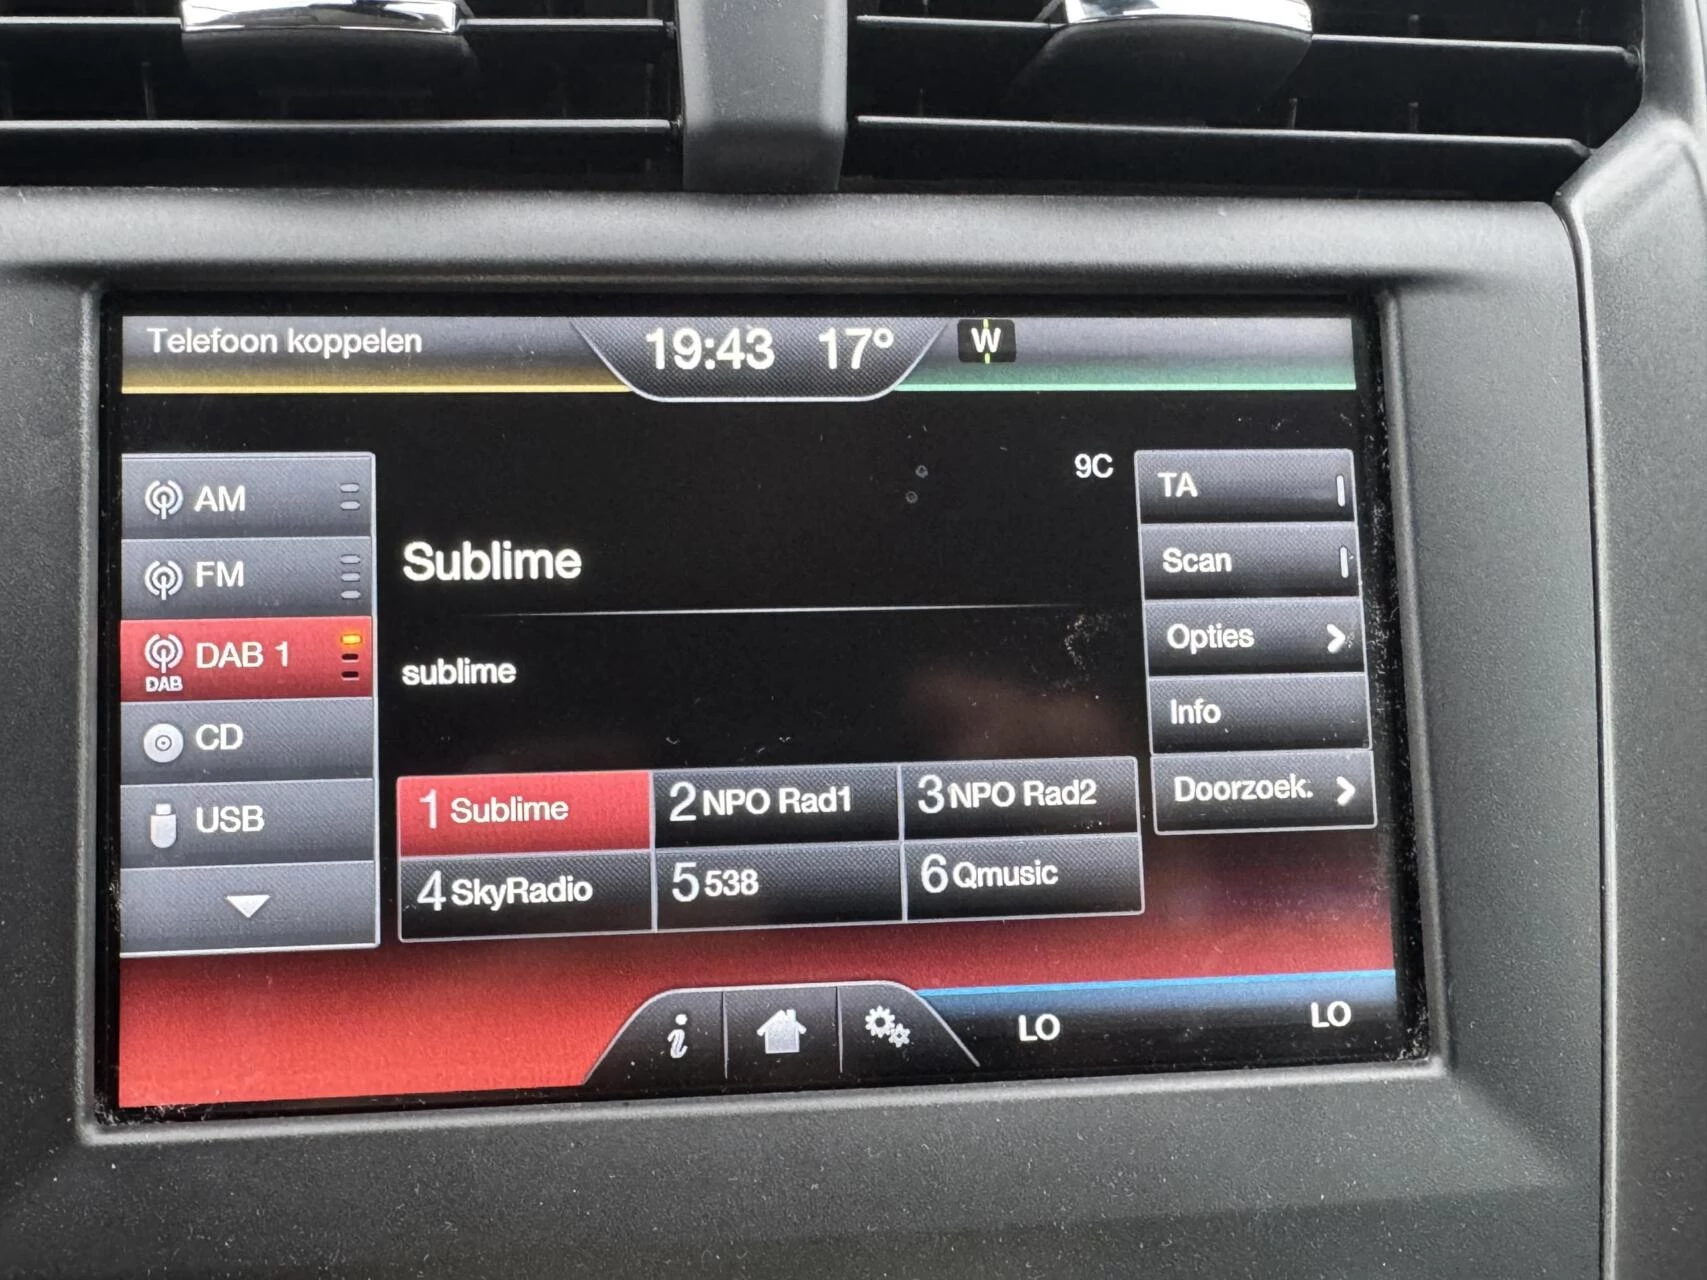 Telefoon koppelen 19:43 17° W
9C
AM
FM
DAB 1
DAB
CD
USB
Sublime
sublime
1 Sublime 2 NPO Rad1 3 NPO Rad2
4 SkyRadio 5 538 6 Qmusic
TA
Scan
Opties
Info
Doorzoek.
i LO LO